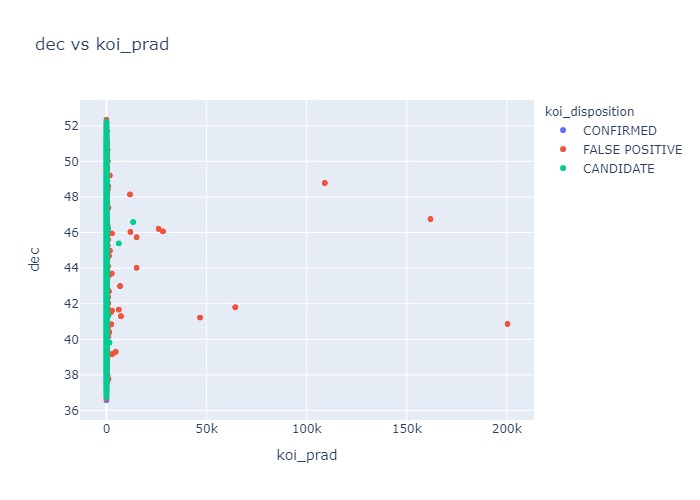 dec vs koi_prad
koi_disposition
CONFIRMED
FALSE POSITIVE
CANDIDATE
dec
52
50
48
46
44
42
40
38
36
0
50k
100k
150k
200k
koi_prad